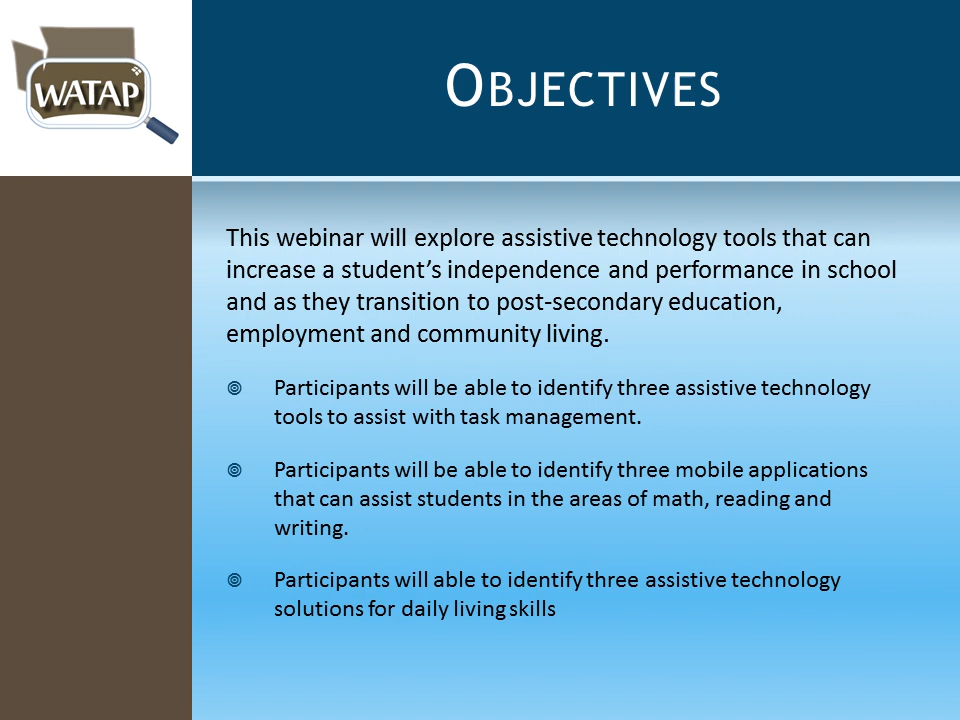 WATAP
OBJECTIVES
This webinar will explore assistive technology tools that can
increase a student’s independence and performance in school
and as they transition to post-secondary education,
employment and community living.
Participants will be able to identify three assistive technology
tools to assist with task management.
Participants will be able to identify three mobile applications
that can assist students in the areas of math, reading and
writing.
Participants will able to identify three assistive technology
solutions for daily living skills